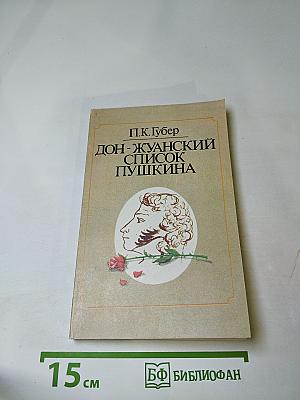 П.К.Губер
ДОН-ЖУАНСКИЙ
СПИСОК
ПУШКИНА
15 см
БФ БИБЛИОФАН